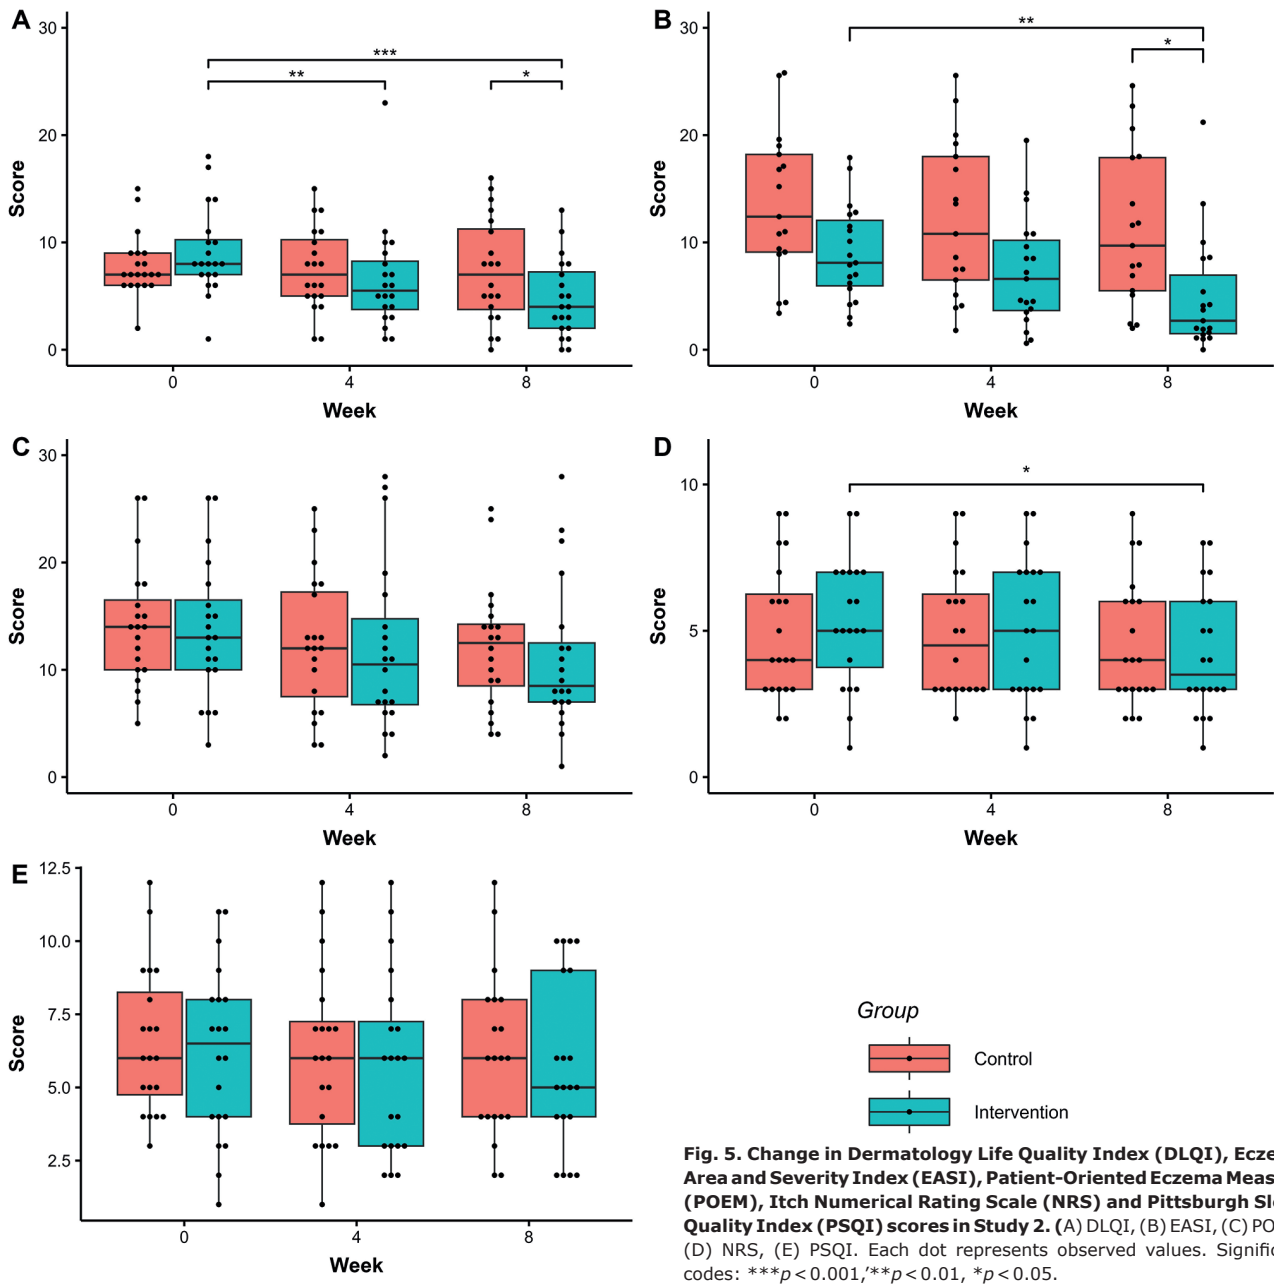 A
30
20
10
0
Score
***
**
*
0
4
8
Week
B
30
20
10
0
Score
**
*
0
4
8
Week
C
30
20
10
0
Score
0
4
8
Week
D
10
5
0
Score
*
0
4
8
Week
E
12.5
10.0
7.5
5.0
2.5
Score
0
4
8
Week
Group
Control
Intervention
Fig. 5. Change in Dermatology Life Quality Index (DLQI),
Area and Severity Index (EASI), Patient-Oriented Eczema
(POEM), Itch Numerical Rating Scale (NRS) and Pittsburgh
Quality Index (PSQI) scores in Study 2. (A) DLQI, (B) EASI, (C)
(D) NRS, (E) PSQI. Each dot represents observed values.
codes: ***p<0.001,′**p<0.01, *p<0.05.